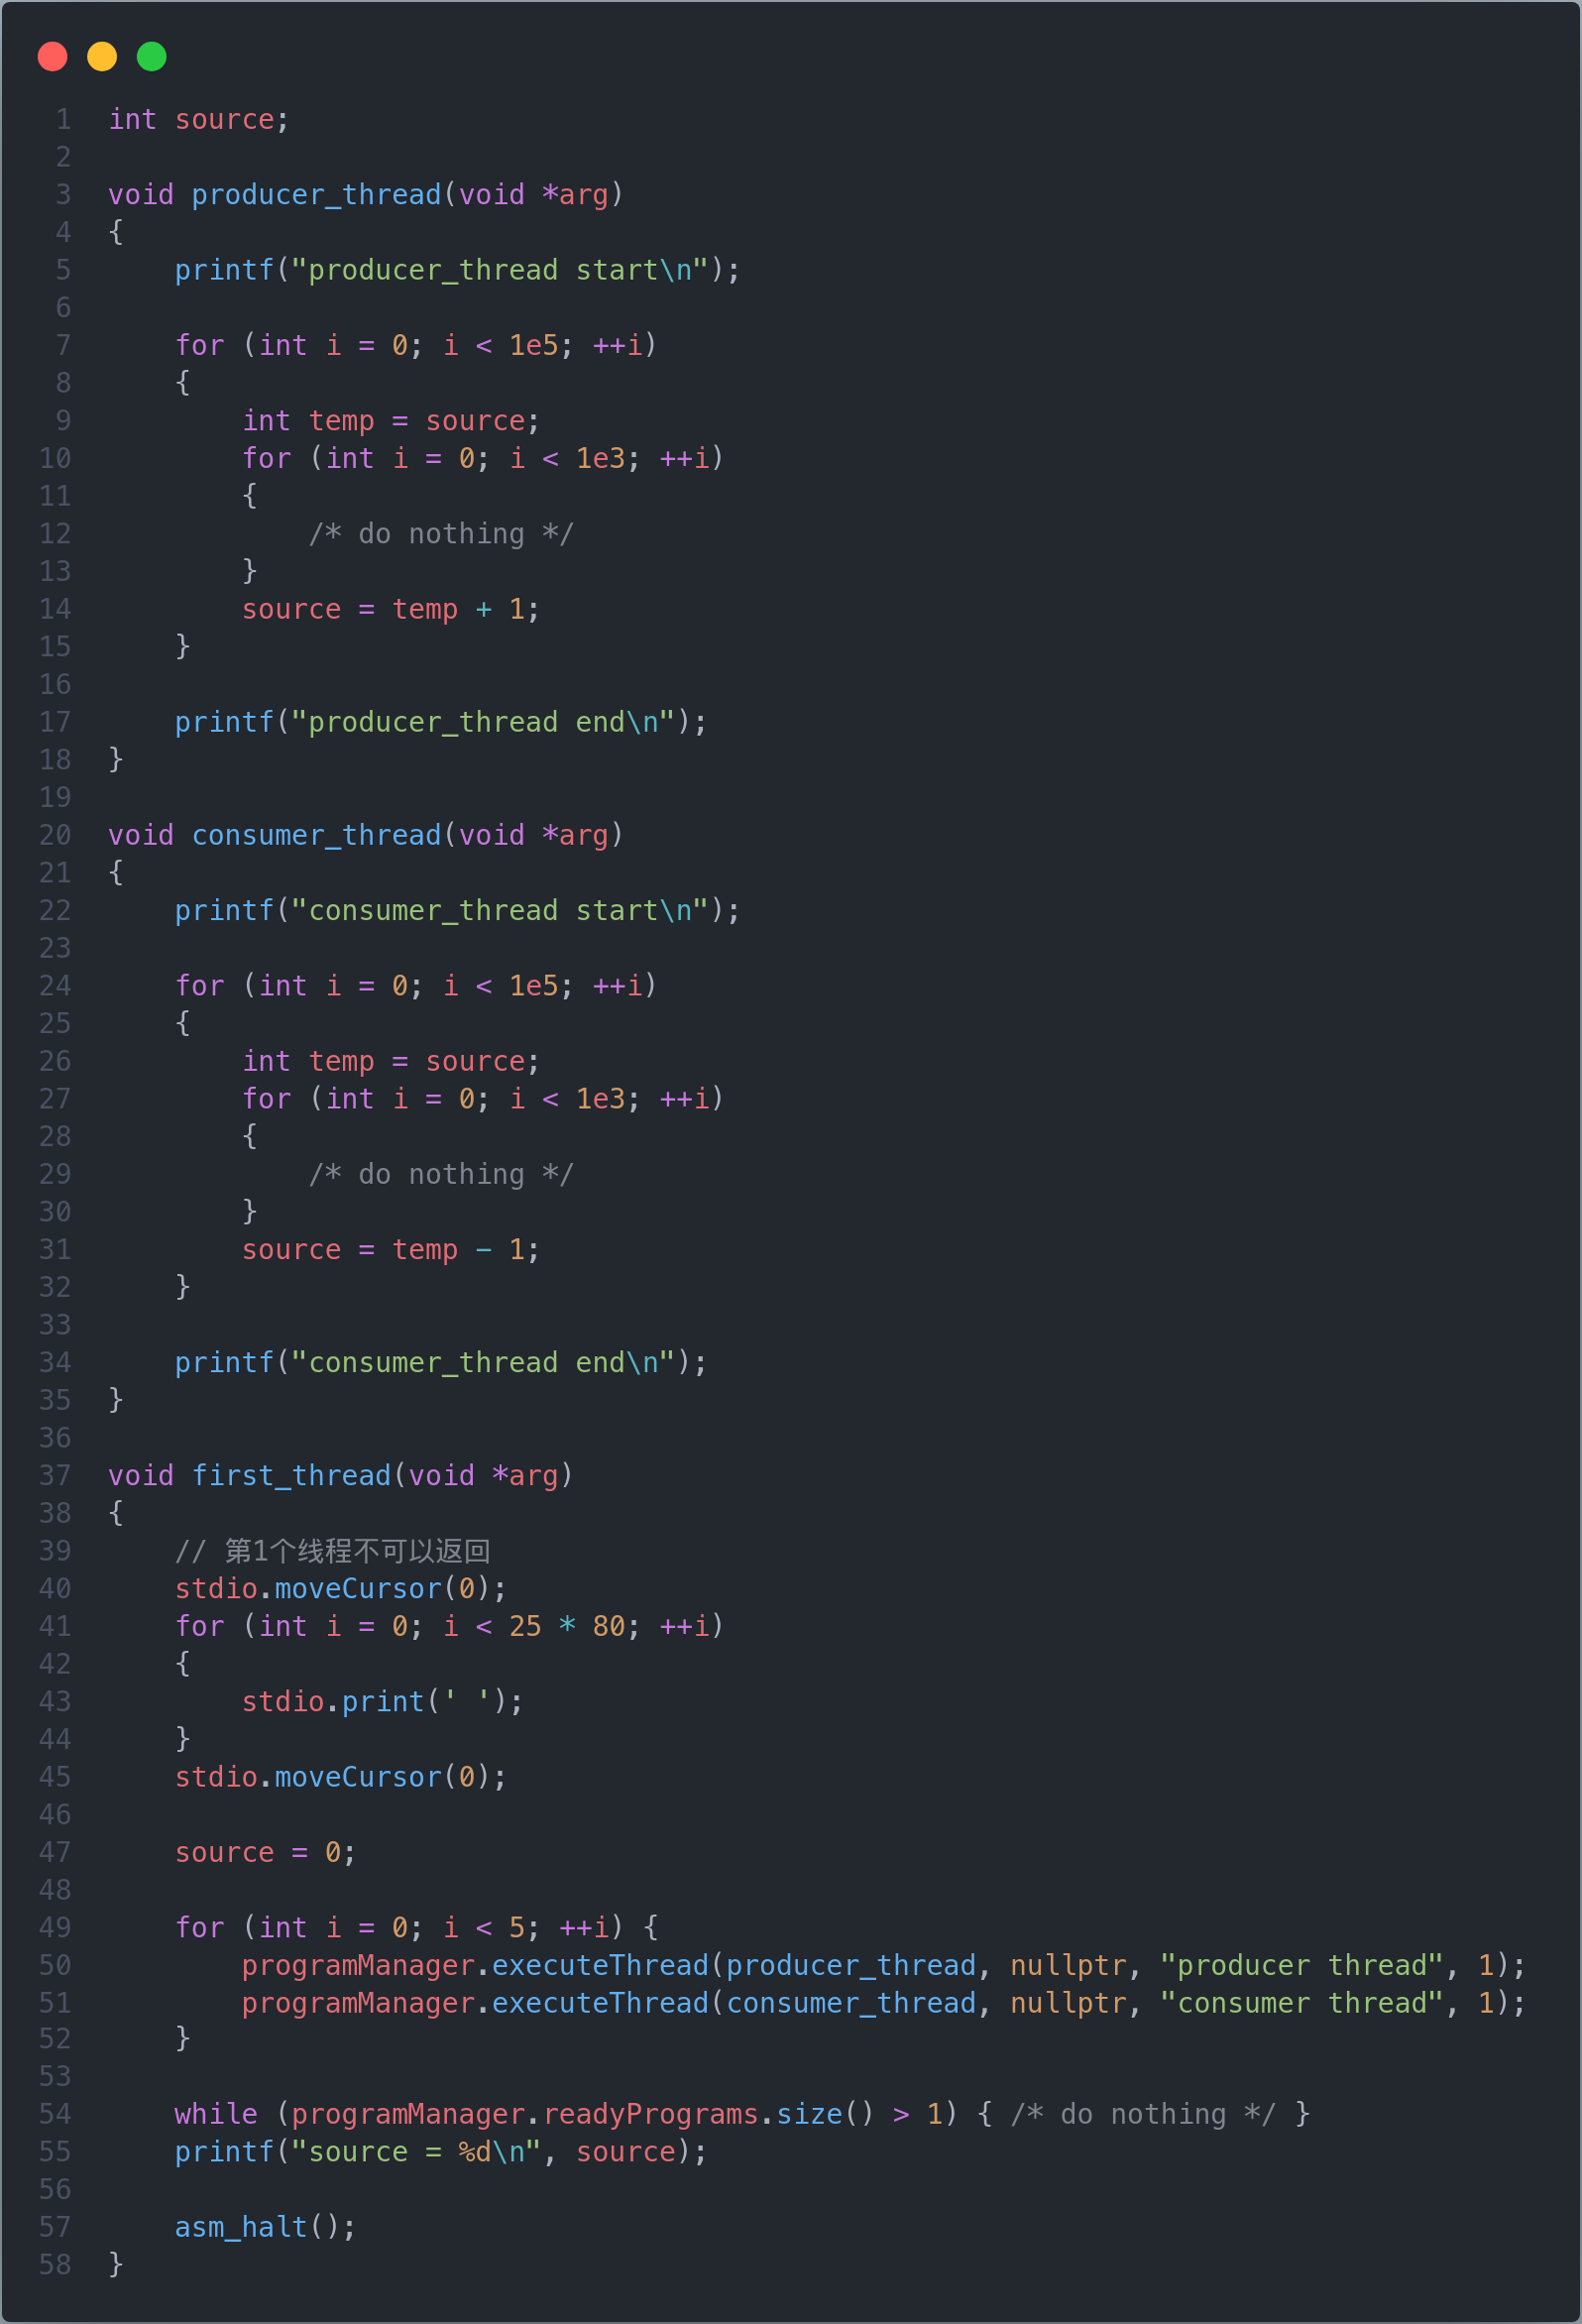 1 int source;
2
3 void producer_thread(void *arg)
4 {
5     printf("producer_thread start\n");
6
7     for (int i = 0; i < 1e5; ++i)
8     {
9         int temp = source;
10         for (int i = 0; i < 1e3; ++i)
11         {
12             /* do nothing */
13         }
14         source = temp + 1;
15     }
16
17     printf("producer_thread end\n");
18 }
19
20 void consumer_thread(void *arg)
21 {
22     printf("consumer_thread start\n");
23
24     for (int i = 0; i < 1e5; ++i)
25     {
26         int temp = source;
27         for (int i = 0; i < 1e3; ++i)
28         {
29             /* do nothing */
30         }
31         source = temp - 1;
32     }
33
34     printf("consumer_thread end\n");
35 }
36
37 void first_thread(void *arg)
38 {
39     // 第1个线程不可以返回
40     stdio.moveCursor(0);
41     for (int i = 0; i < 25 * 80; ++i)
42     {
43         stdio.print(' ');
44     }
45     stdio.moveCursor(0);
46
47     source = 0;
48
49     for (int i = 0; i < 5; ++i) {
50         programManager.executeThread(producer_thread, nullptr, "producer thread", 1);
51         programManager.executeThread(consumer_thread, nullptr, "consumer thread", 1);
52     }
53
54     while (programManager.readyPrograms.size() > 1) { /* do nothing */ }
55     printf("source = %d\n", source);
56
57     asm_halt();
58 }